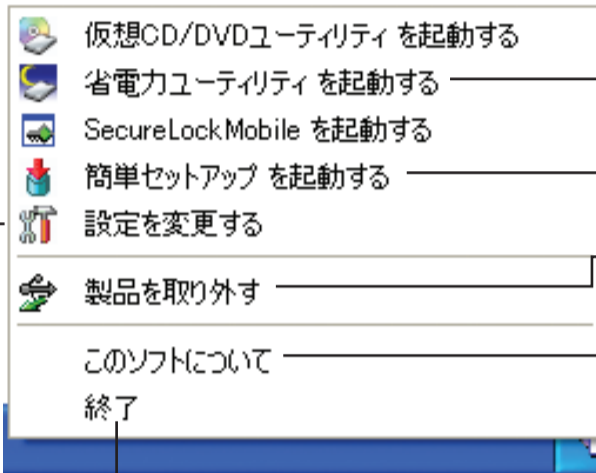 仮想CD/DVDユーティリティ を起動する
省電力ユーティリティ を起動する
SecureLockMobile を起動する
簡単セットアップ を起動する
設定を変更する
製品を取り外す
このソフトについて
終了